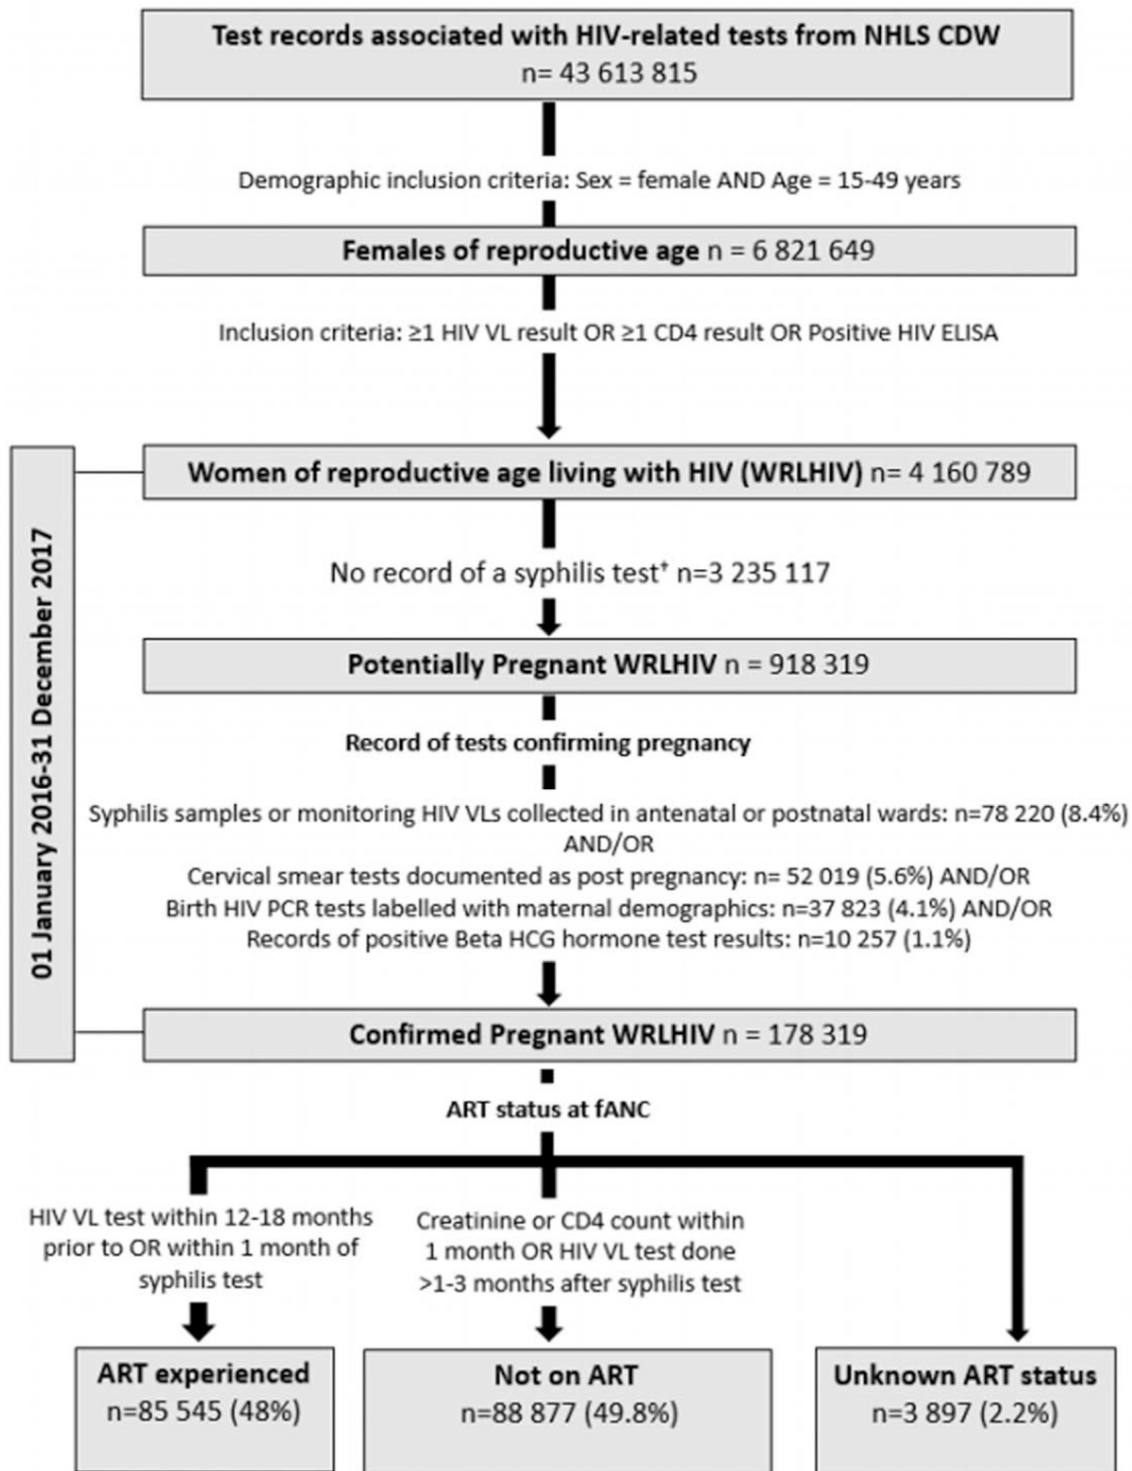 Test records associated with HIV-related tests from NHLS CDW
n= 43 613 815
Demographic inclusion criteria: Sex = female AND Age = 15-49 years
Females of reproductive age n = 6 821 649
Inclusion criteria: ≥1 HIV VL result OR ≥1 CD4 result OR Positive HIV ELISA
01 January 2016-31 December 2017
Women of reproductive age living with HIV (WRLHIV) n= 4 160 789
No record of a syphilis test† n=3 235 117
Potentially Pregnant WRLHIV n = 918 319
Record of tests confirming pregnancy
Syphilis samples or monitoring HIV VLs collected in antenatal or postnatal wards: n=78 220 (8.4%)
AND/OR
Cervical smear tests documented as post pregnancy: n= 52 019 (5.6%) AND/OR
Birth HIV PCR tests labelled with maternal demographics: n=37 823 (4.1%) AND/OR
Records of positive Beta HCG hormone test results: n=10 257 (1.1%)
Confirmed Pregnant WRLHIV n = 178 319
ART status at fANC
HIV VL test within 12-18 months
prior to OR within 1 month of
syphilis test
Creatinine or CD4 count within
1 month OR HIV VL test done
>1-3 months after syphilis test
ART experienced
n=85 545 (48%)
Not on ART
n=88 877 (49.8%)
Unknown ART status
n=3 897 (2.2%)